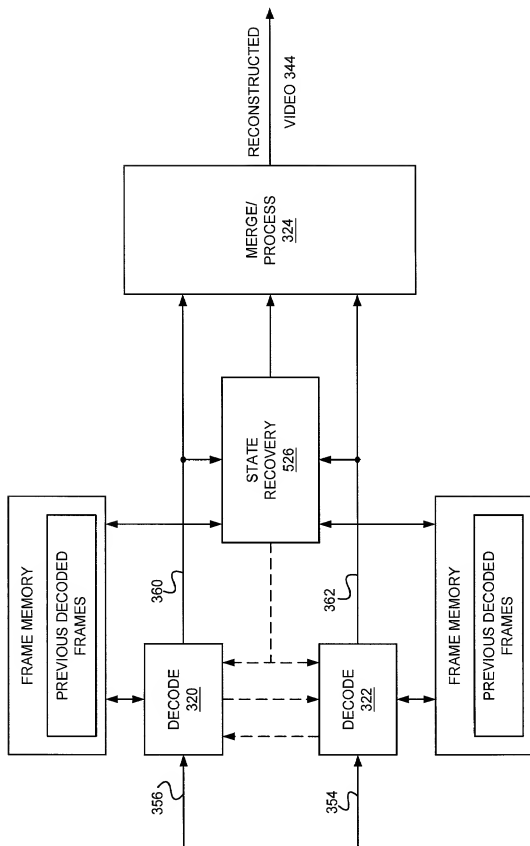 RECONSTRUCTED
VIDEO 344
MERGE/
PROCESS
324
STATE
RECOVERY
526
FRAME MEMORY
PREVIOUS DECODED
FRAMES
360
362
FRAME MEMORY
PREVIOUS DECODED
FRAMES
DECODE
320
DECODE
322
356
354